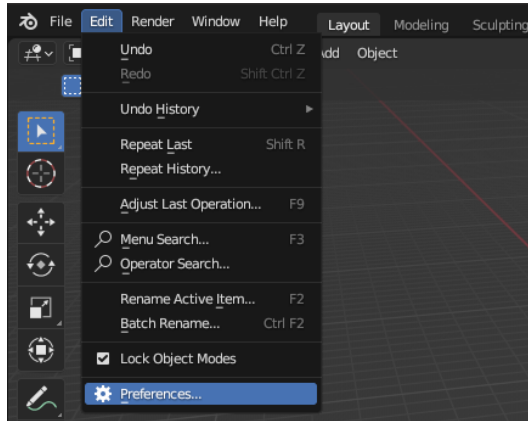 File Edit Render Window Help Layout Modeling Sculpting
Undo Ctrl Z
dd Object
Redo Shift Ctrl Z
Undo History
Repeat Last Shift R
Repeat History...
Adjust Last Operation... F9
Menu Search... F3
Operator Search...
Rename Active Item... F2
Batch Rename... Ctrl F2
Lock Object Modes
Preferences...